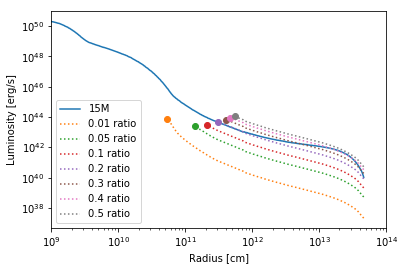 10^50
10^48
10^46
10^44
10^42
10^40
10^38
Luminosity [erg/s]
15M
0.01 ratio
0.05 ratio
0.1 ratio
0.2 ratio
0.3 ratio
0.4 ratio
0.5 ratio
10^9 10^10 10^11 10^12 10^13 10^14
Radius [cm]